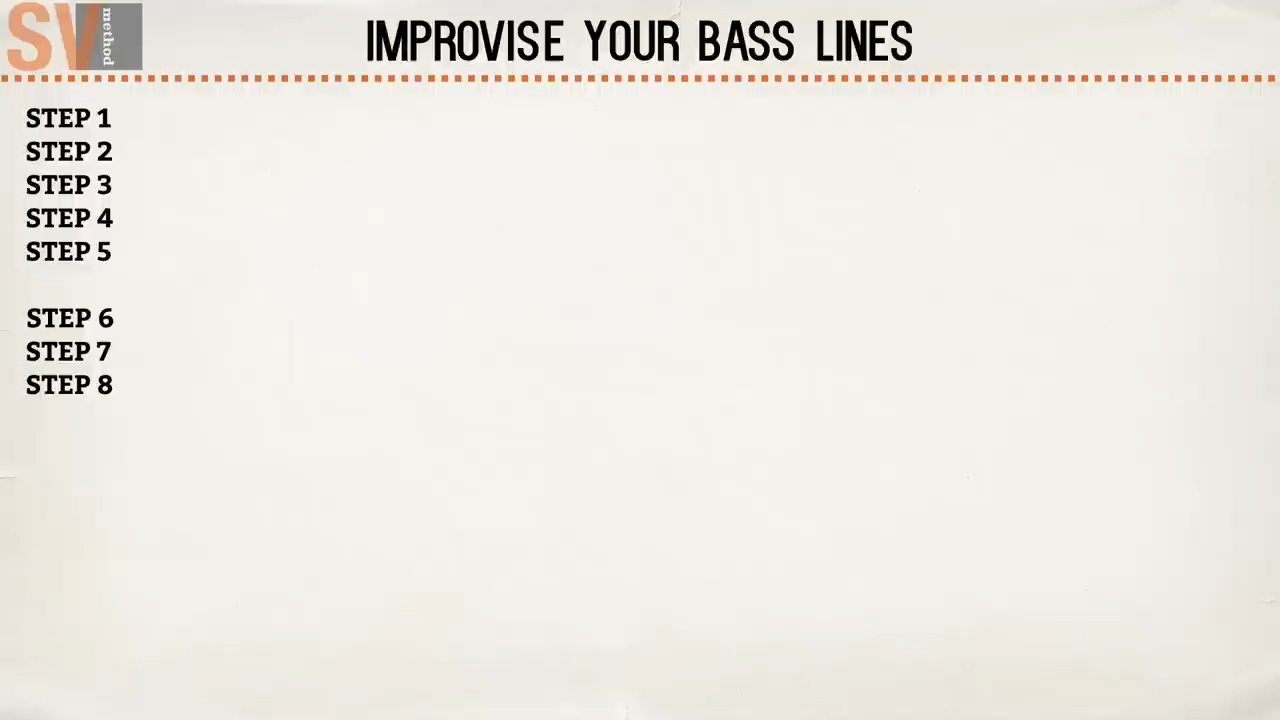 SV method
IMPROVISE YOUR BASS LINES
STEP 1
STEP 2
STEP 3
STEP 4
STEP 5
STEP 6
STEP 7
STEP 8